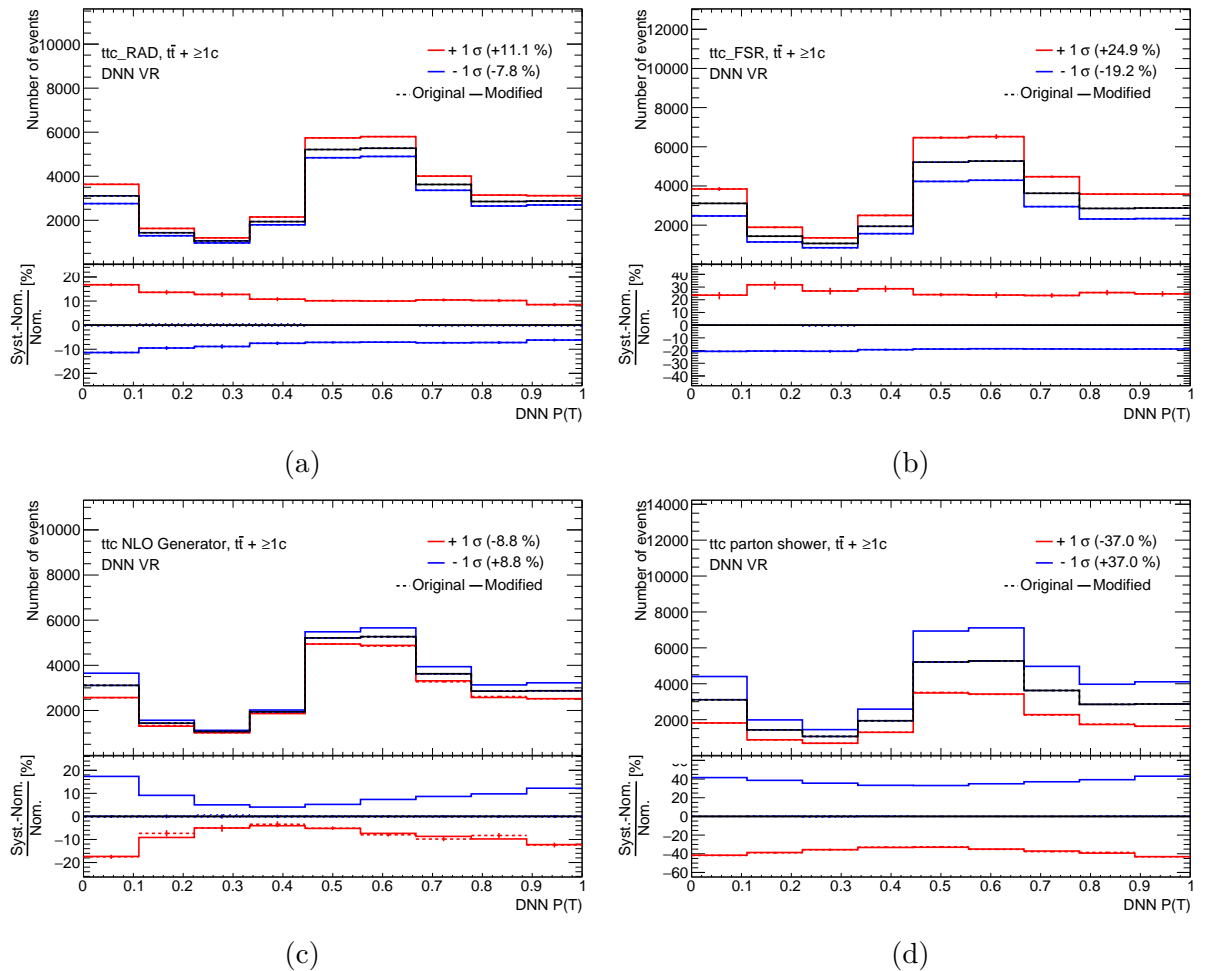 Number of events
10000
8000
6000
4000
2000
ttc_RAD, tt̄ + ≥1c
DNN VR
+ 1 σ (+11.1 %)
- 1 σ (-7.8 %)
Original Modified
Syst.-Nom.
Nom.
[%]
20
10
0
−10
−20
0 0.1 0.2 0.3 0.4 0.5 0.6 0.7 0.8 0.9 1
DNN P(T)
(a)
Number of events
12000
10000
8000
6000
4000
2000
ttc_FSR, tt̄ + ≥1c
DNN VR
+ 1 σ (+24.9 %)
- 1 σ (-19.2 %)
Original Modified
Syst.-Nom.
Nom.
[%]
40
30
20
10
0
−10
−20
−30
−40
0 0.1 0.2 0.3 0.4 0.5 0.6 0.7 0.8 0.9 1
DNN P(T)
(b)
Number of events
10000
8000
6000
4000
2000
ttc NLO Generator, tt̄ + ≥1c
DNN VR
+ 1 σ (-8.8 %)
- 1 σ (+8.8 %)
Original Modified
Syst.-Nom.
Nom.
[%]
20
10
0
−10
−20
0 0.1 0.2 0.3 0.4 0.5 0.6 0.7 0.8 0.9 1
DNN P(T)
(c)
Number of events
14000
12000
10000
8000
6000
4000
2000
ttc parton shower, tt̄ + ≥1c
DNN VR
+ 1 σ (-37.0 %)
- 1 σ (+37.0 %)
Original Modified
Syst.-Nom.
Nom.
[%]
40
20
0
−20
−40
−60
0 0.1 0.2 0.3 0.4 0.5 0.6 0.7 0.8 0.9 1
DNN P(T)
(d)